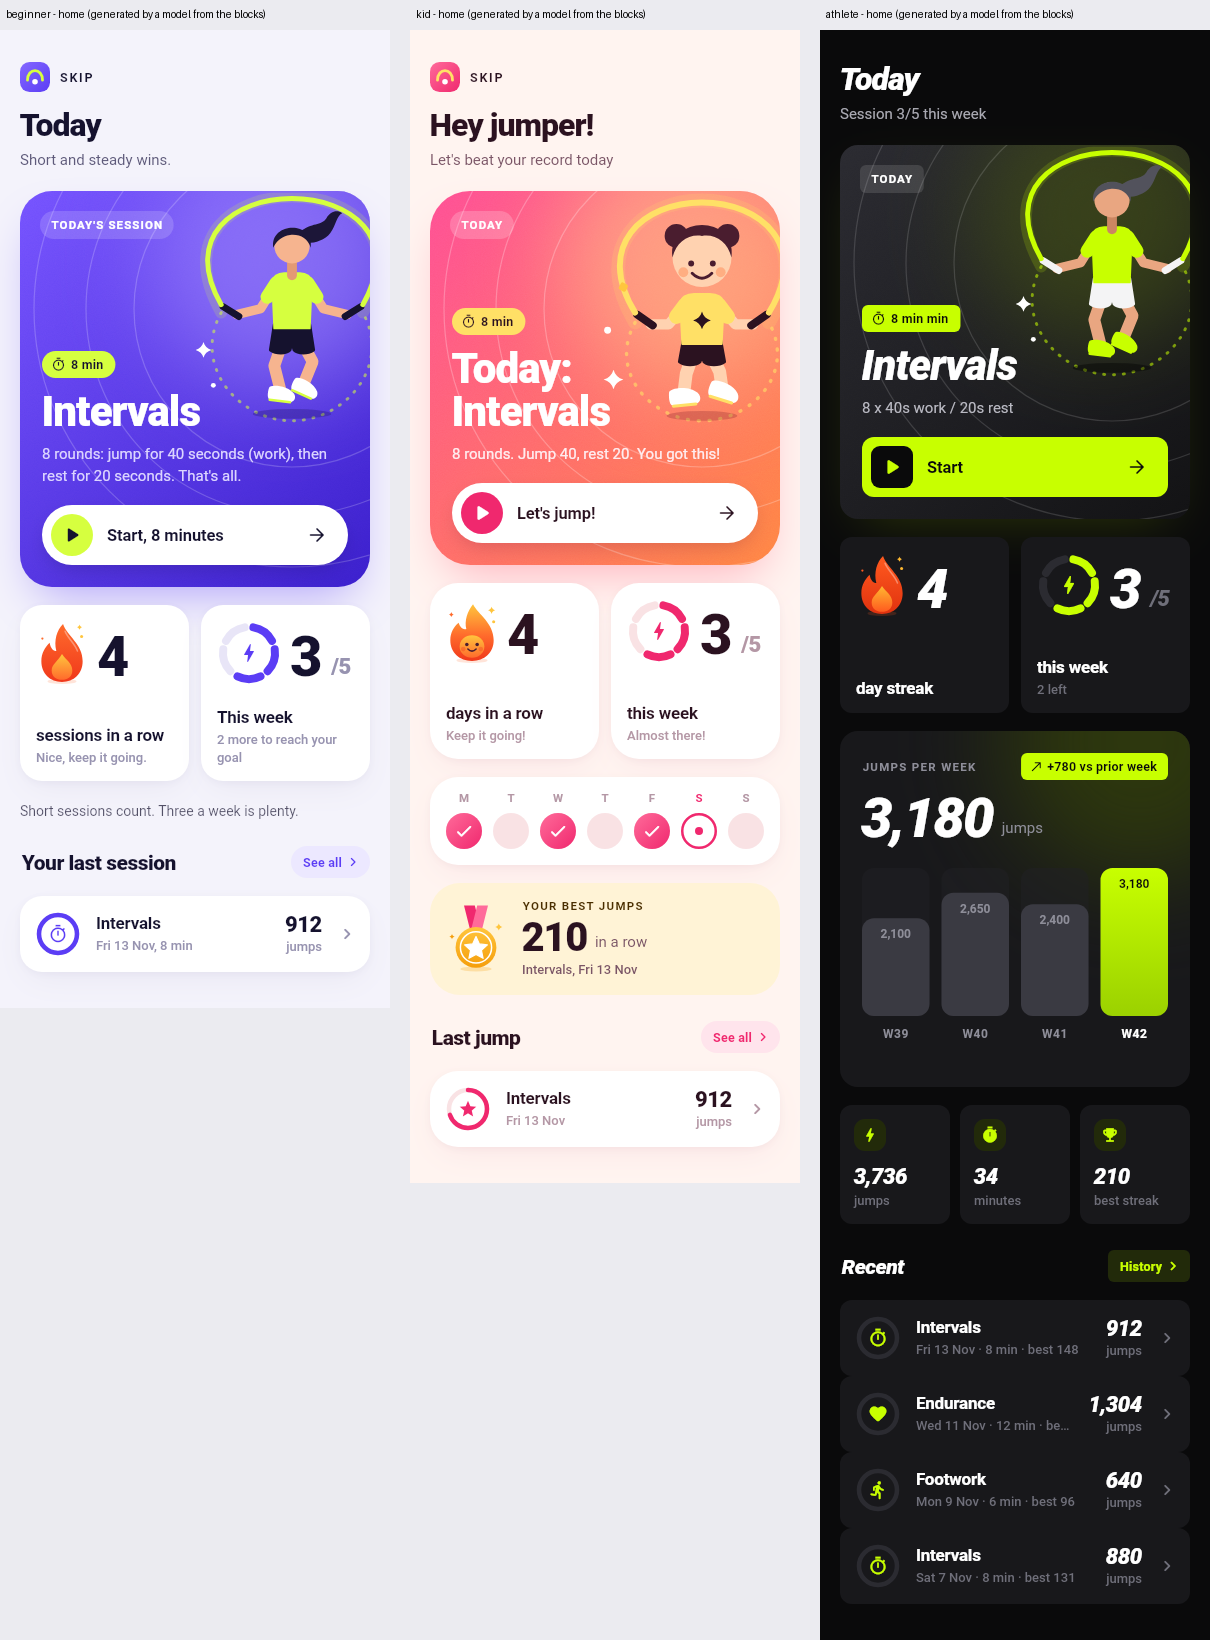 beginner - home (generated by a model from the blocks)
SKIP
Today
Short and steady wins.
TODAY'S SESSION
8 min
Intervals
8 rounds: jump for 40 seconds (work), then
rest for 20 seconds. That's all.
Start, 8 minutes
4
sessions in a row
Nice, keep it going.
3 /5
This week
2 more to reach your
goal
Short sessions count. Three a week is plenty.
Your last session
See all
Intervals
Fri 13 Nov, 8 min
912
jumps
kid - home (generated by a model from the blocks)
SKIP
Hey jumper!
Let's beat your record today
TODAY
8 min
Today:
Intervals
8 rounds. Jump 40, rest 20. You got this!
Let's jump!
4
days in a row
Keep it going!
3 /5
this week
Almost there!
M T W T F S S
YOUR BEST JUMPS
210 in a row
Intervals, Fri 13 Nov
Last jump
See all
Intervals
Fri 13 Nov
912
jumps
athlete - home (generated by a model from the blocks)
Today
Session 3/5 this week
TODAY
8 min min
Intervals
8 x 40s work / 20s rest
Start
4
day streak
3 /5
this week
2 left
JUMPS PER WEEK
+780 vs prior week
3,180 jumps
2,100
2,650
2,400
3,180
W39 W40 W41 W42
3,736
jumps
34
minutes
210
best streak
Recent
History
Intervals
Fri 13 Nov · 8 min · best 148
912
jumps
Endurance
Wed 11 Nov · 12 min · be...
1,304
jumps
Footwork
Mon 9 Nov · 6 min · best 96
640
jumps
Intervals
Sat 7 Nov · 8 min · best 131
880
jumps